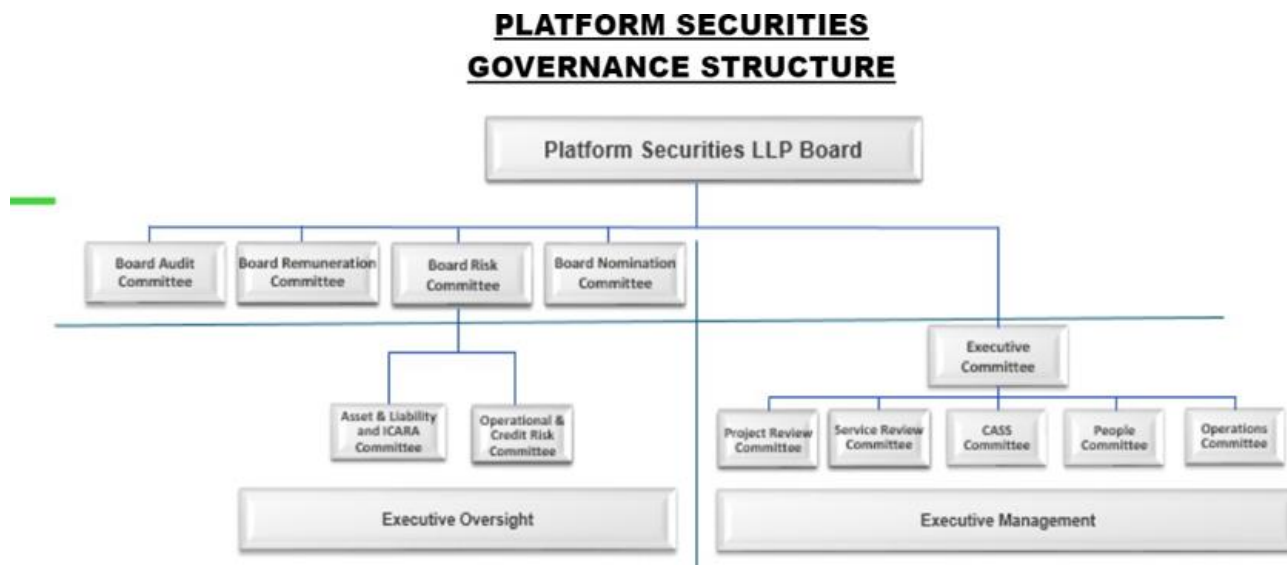 PLATFORM SECURITIES
GOVERNANCE STRUCTURE
Platform Securities LLP Board
Board Audit
Committee
Board Remuneration
Committee
Board Risk
Committee
Board Nomination
Committee
Executive
Committee
Asset & Liability
and ICARA
Committee
Operational &
Credit Risk
Committee
Project Review
Committee
Service Review
Committee
CASS
Committee
People
Committee
Operations
Committee
Executive Oversight
Executive Management